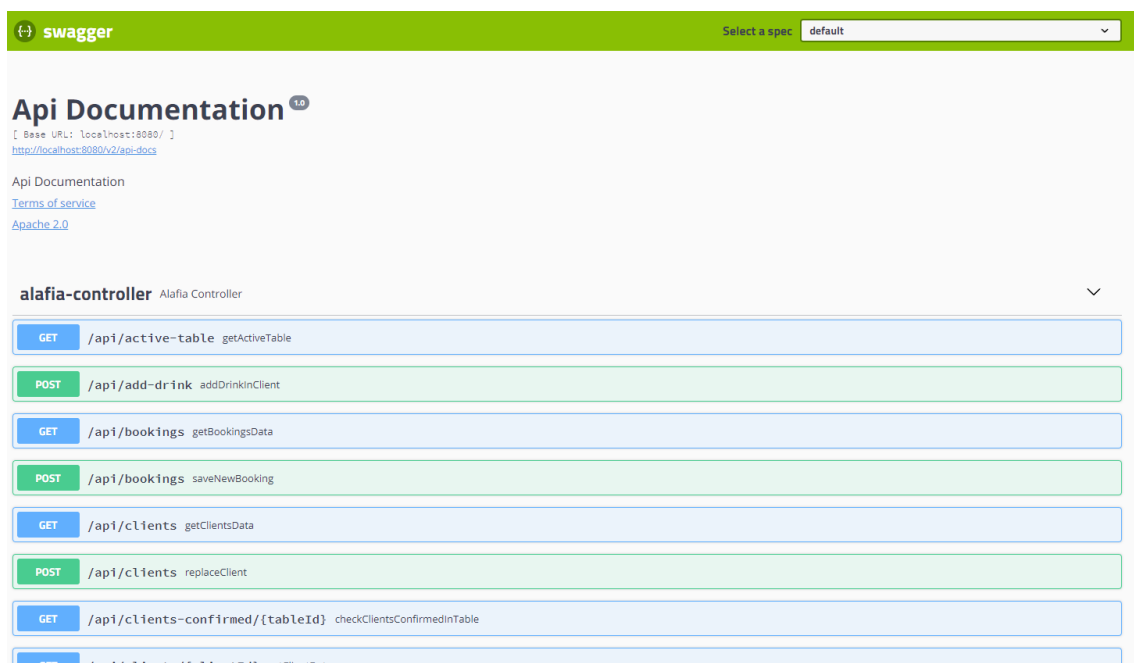 swagger Select a spec default
Api Documentation 1.0
[ Base URL: localhost:8080/ ]
http://localhost:8080/v2/api-docs
Api Documentation
Terms of service
Apache 2.0
alafia-controller Alafia Controller
GET /api/active-table getActiveTable
POST /api/add-drink addDrinkInClient
GET /api/bookings getBookingsData
POST /api/bookings saveNewBooking
GET /api/clients getClientsData
POST /api/clients replaceClient
GET /api/clients-confirmed/{tableId} checkClientsConfirmedInTable